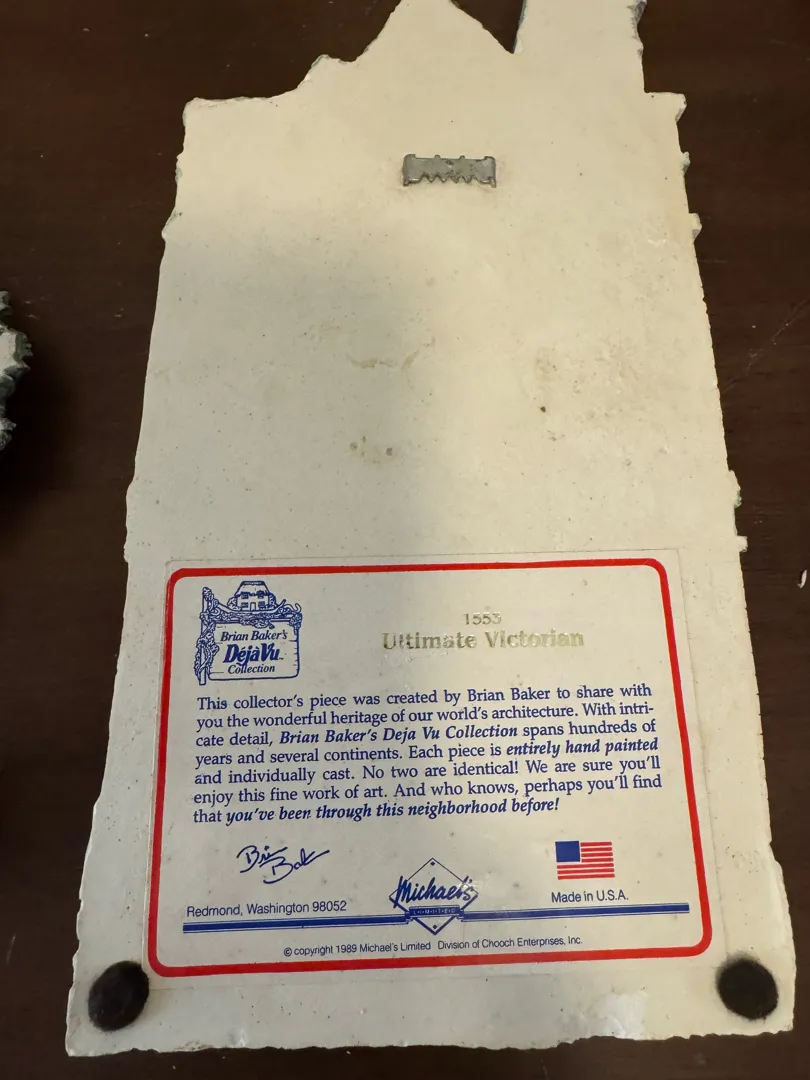 Brian Baker's
DéjàVu™
Collection
1553
Ultimate Victorian
This collector's piece was created by Brian Baker to share with
you the wonderful heritage of our world's architecture. With intri-
cate detail, Brian Baker's Deja Vu Collection spans hundreds of
years and several continents. Each piece is entirely hand painted
and individually cast. No two are identical! We are sure you'll
enjoy this fine work of art. And who knows, perhaps you'll find
that you've been through this neighborhood before!
Brian Baker
Redmond, Washington 98052
Michael's
Made in U.S.A.
© copyright 1989 Michael's Limited Division of Chooch Enterprises, Inc.